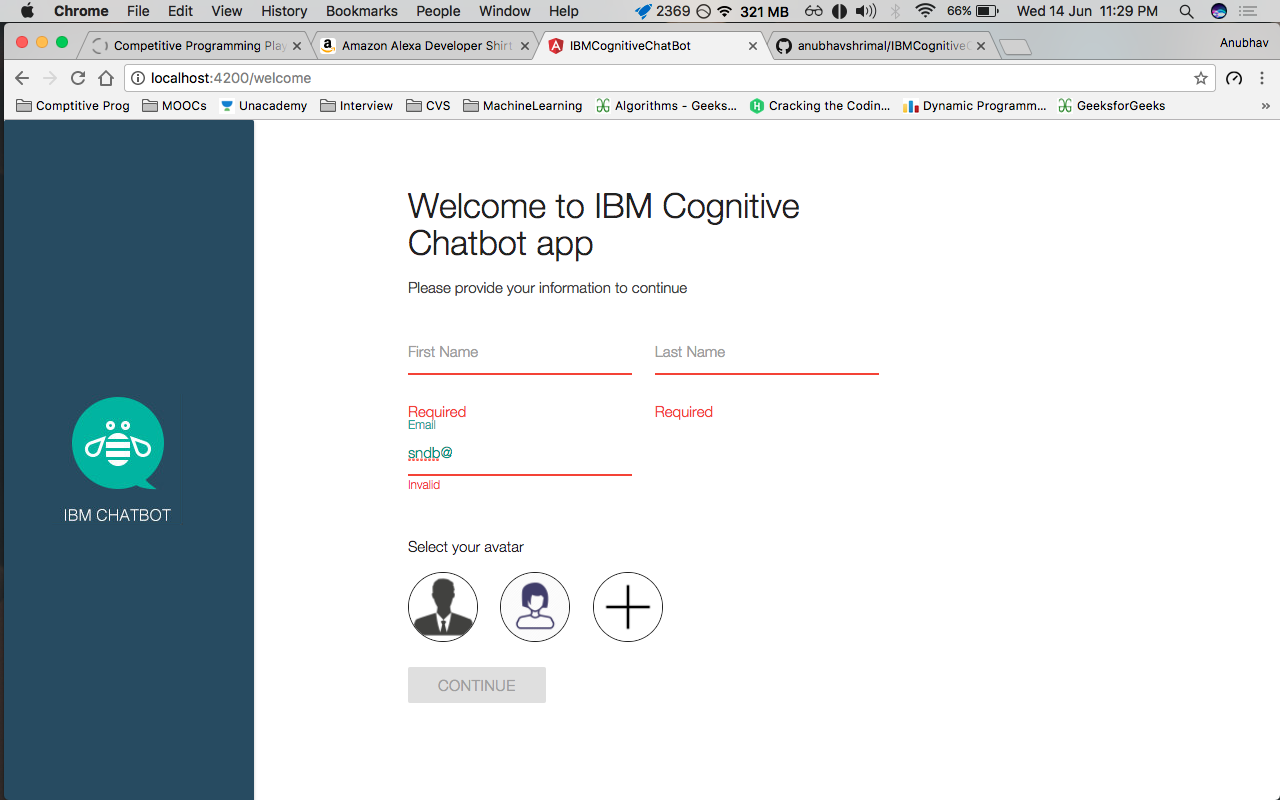 Chrome File Edit View History Bookmarks People Window Help 2369 321 MB 66% Wed 14 Jun 11:29 PM
Competitive Programming Play Amazon Alexa Developer Shirt IBMCognitiveChatBot anubhavshrimal/IBMCognitiveC Anubhav
localhost:4200/welcome
Comptitive Prog MOOCs Unacademy Interview CVS MachineLearning Algorithms - Geeks... Cracking the Codin... Dynamic Programm... GeeksforGeeks »
Welcome to IBM Cognitive
Chatbot app
Please provide your information to continue
First Name Last Name
Required Required
Email
sndb@
Invalid
IBM CHATBOT
Select your avatar
CONTINUE